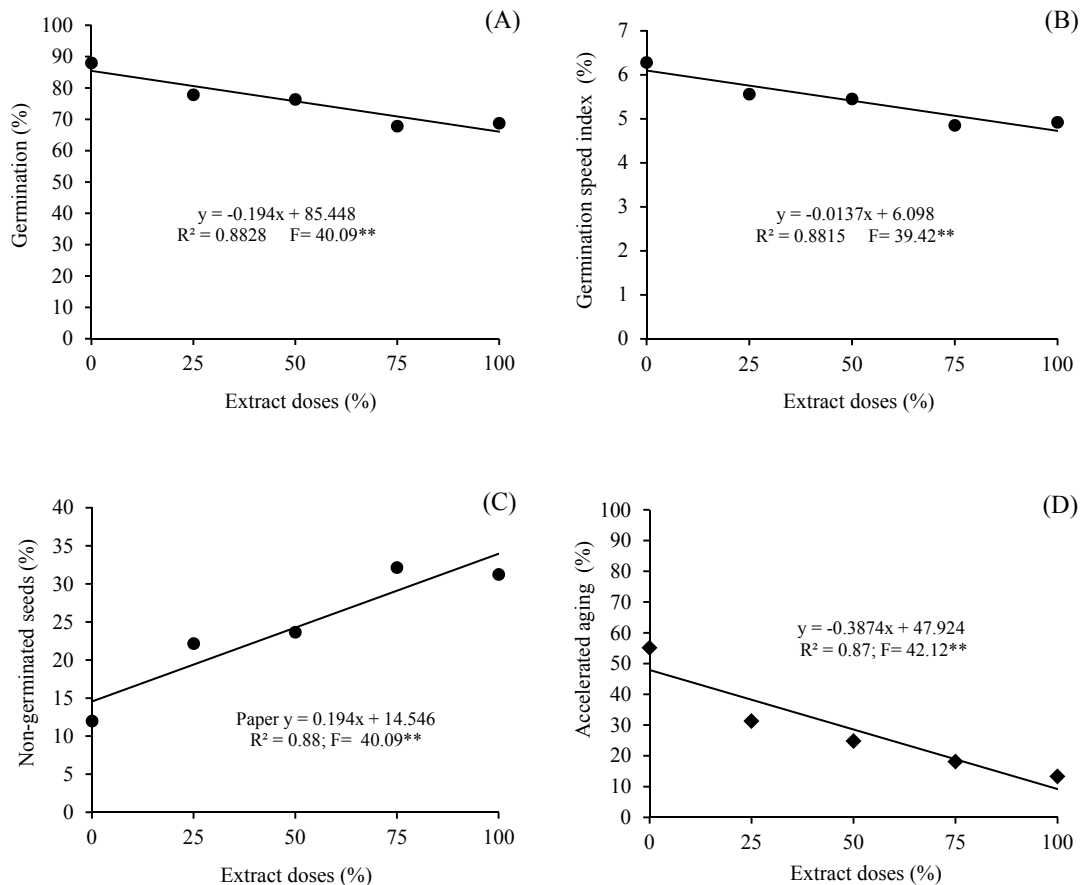 (A)
Germination (%)
100
90
80
70
60
50
40
30
20
10
0
y = -0.194x + 85.448
R² = 0.8828 F= 40.09**
0 25 50 75 100
Extract doses (%)
(B)
Germination speed index (%)
7
6
5
4
3
2
1
0
y = -0.0137x + 6.098
R² = 0.8815 F= 39.42**
0 25 50 75 100
Extract doses (%)
(C)
Non-germinated seeds (%)
40
35
30
25
20
15
10
5
0
Paper y = 0.194x + 14.546
R² = 0.88; F= 40.09**
0 25 50 75 100
Extract doses (%)
(D)
Accelerated aging (%)
100
90
80
70
60
50
40
30
20
10
0
y = -0.3874x + 47.924
R² = 0.87; F= 42.12**
0 25 50 75 100
Extract doses (%)